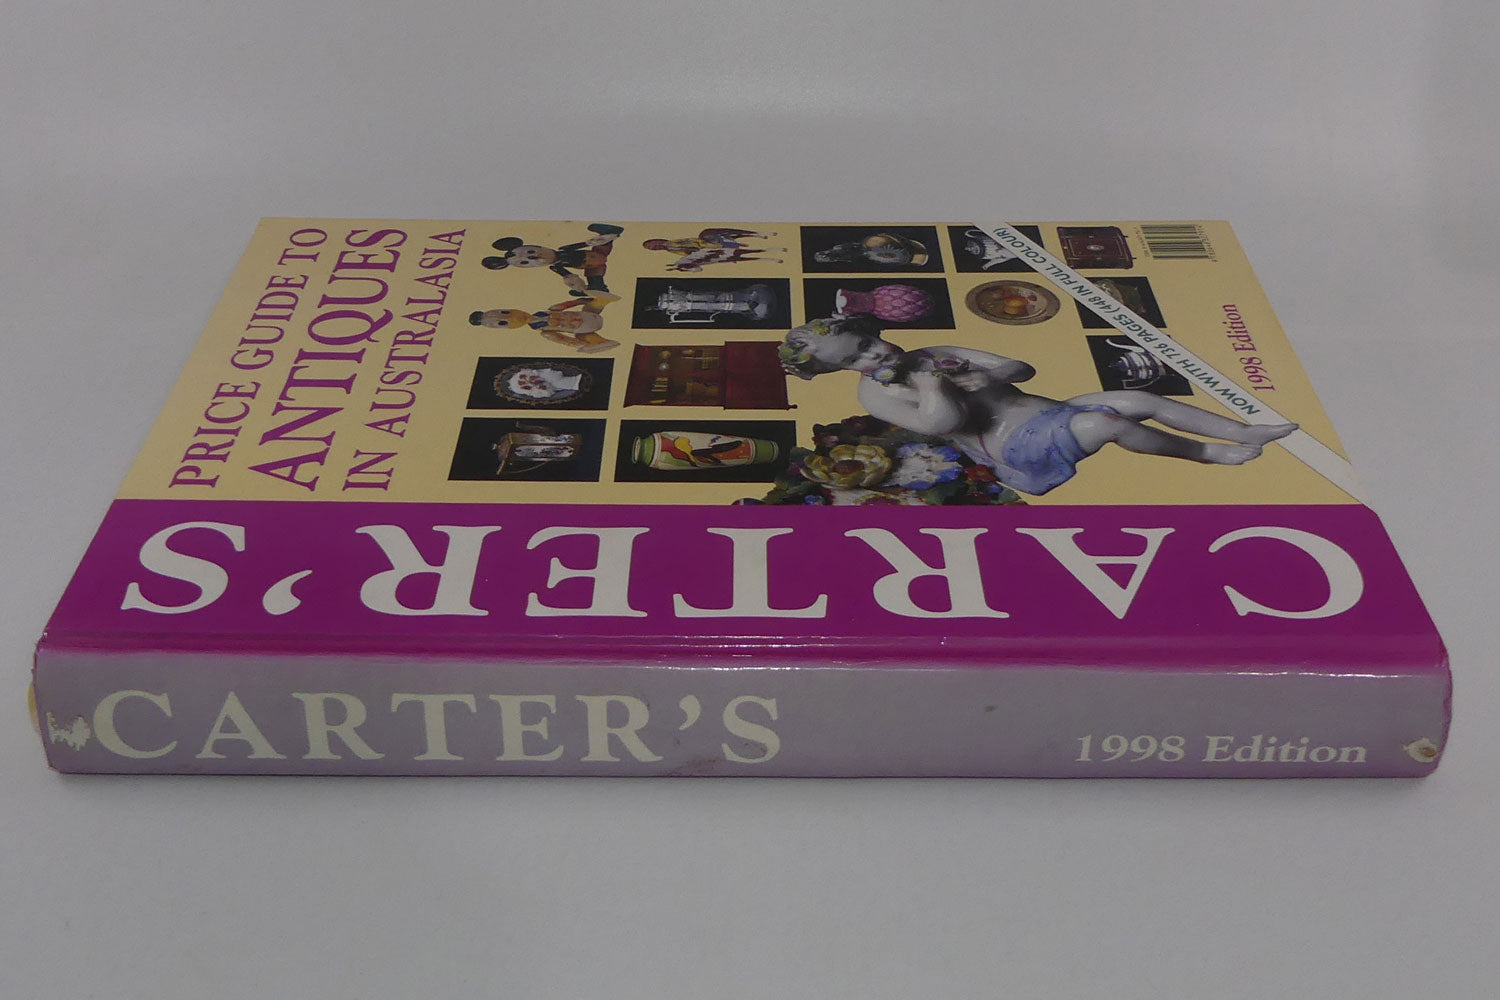 CARTER'S
PRICE GUIDE TO
ANTIQUES
IN AUSTRALASIA
NOW WITH 736 PAGES (448 IN FULL COLOUR)
1998 Edition
CARTER'S
1998 Edition